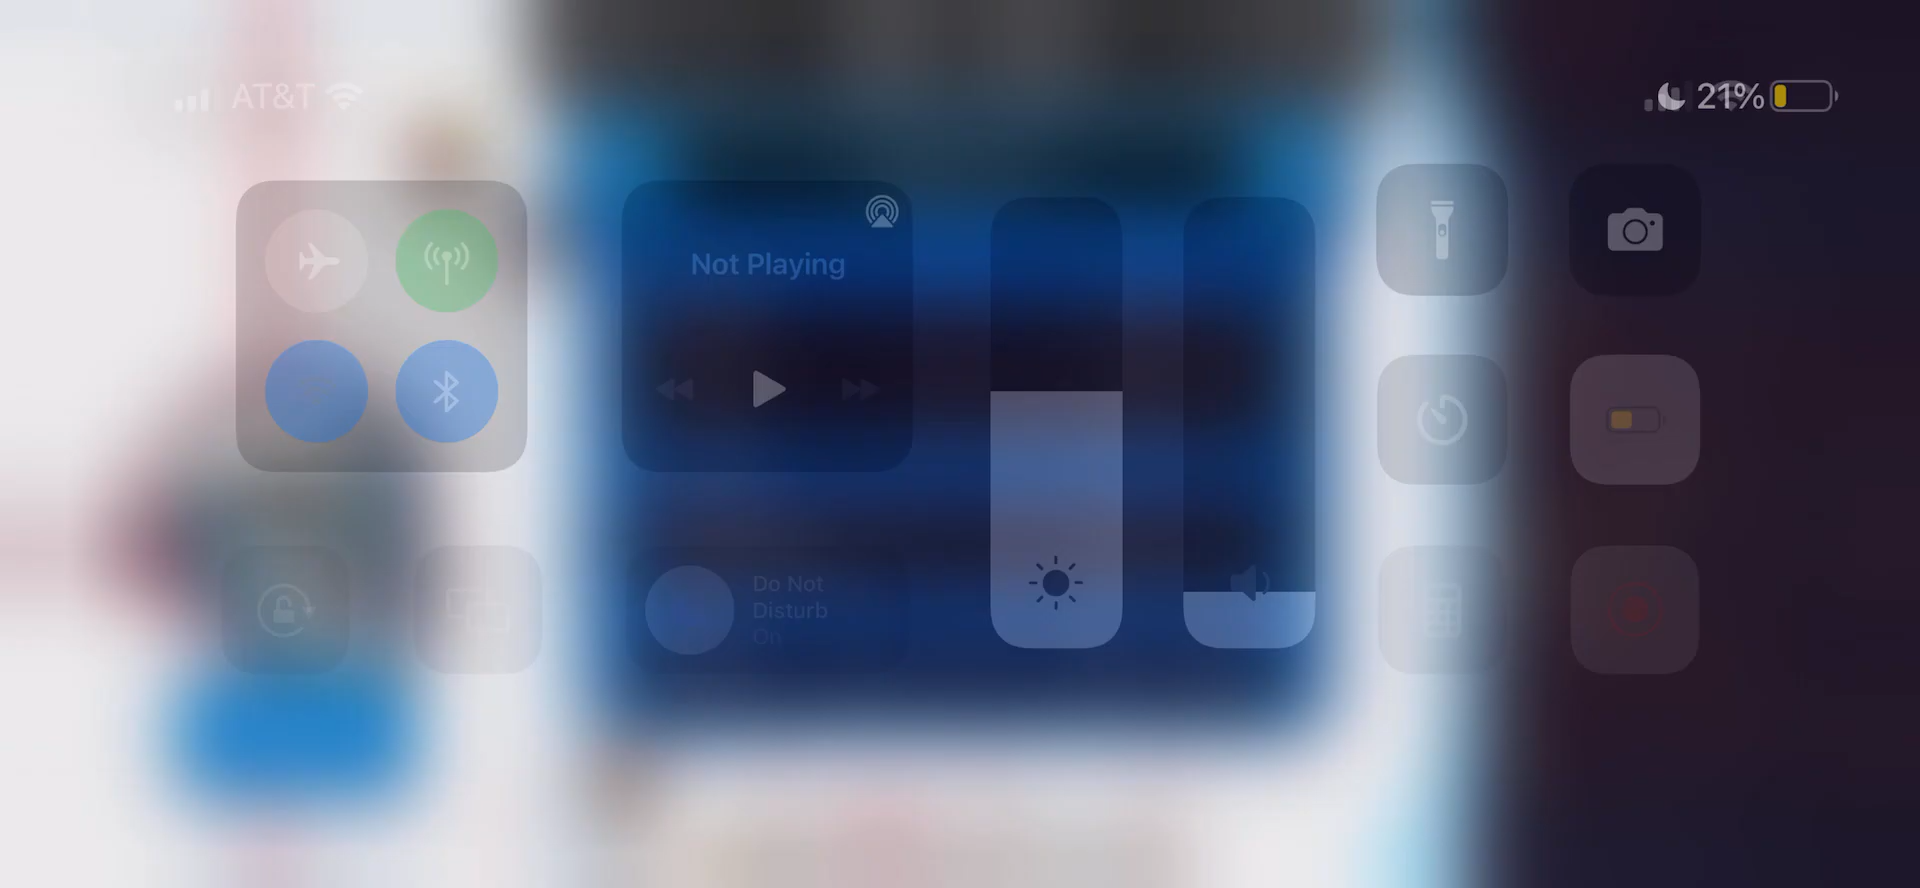 AT&T
21%
Not Playing
Do Not
Disturb
On